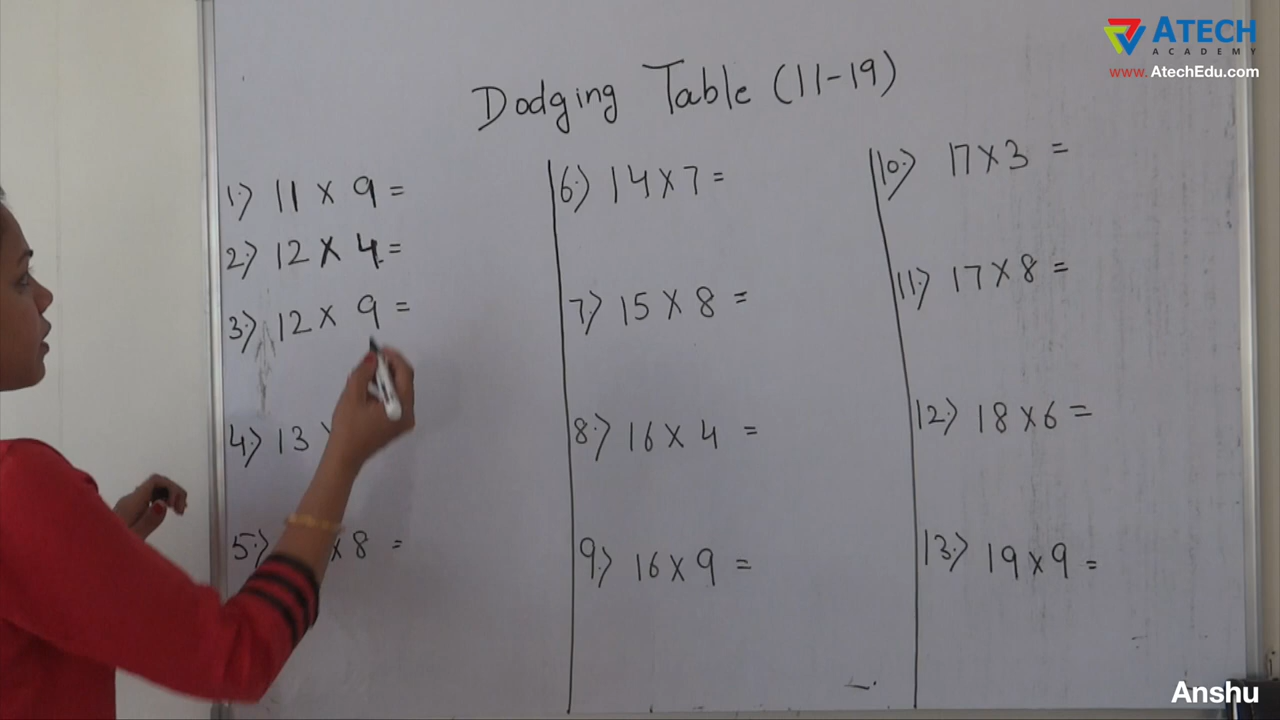 ATECH
ACADEMY
www.AtechEdu.com
Dodging Table (11-19)
1.) 11 x 9 =
2.) 12 x 4 =
3.) 12 x 9 =
4.) 13
5.) x 8 =
6.) 14 x 7 =
7.) 15 x 8 =
8.) 16 x 4 =
9.) 16 x 9 =
10.) 17 x 3 =
11.) 17 x 8 =
12.) 18 x 6 =
13.) 19 x 9 =
Anshu